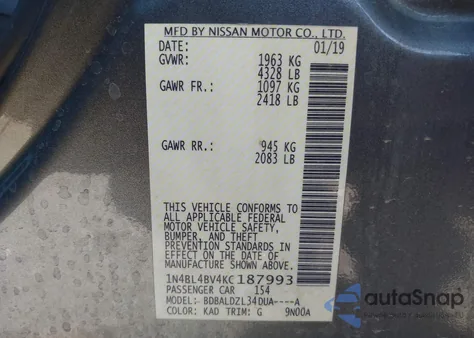 MFD BY NISSAN MOTOR CO., LTD.
DATE: 01/19
GVWR: 1963 KG
4328 LB
GAWR FR.: 1097 KG
2418 LB
GAWR RR.: 945 KG
2083 LB
THIS VEHICLE CONFORMS TO
ALL APPLICABLE FEDERAL
MOTOR VEHICLE SAFETY,
BUMPER, AND THEFT
PREVENTION STANDARDS IN
EFFECT ON THE DATE OF
MANUFACTURE SHOWN ABOVE.
1N4BL4BV4KC187993
PASSENGER CAR 154
MODEL: BDBALDZL34DUA----A
COLOR: KAD TRIM: G 9N00A
autoSnap